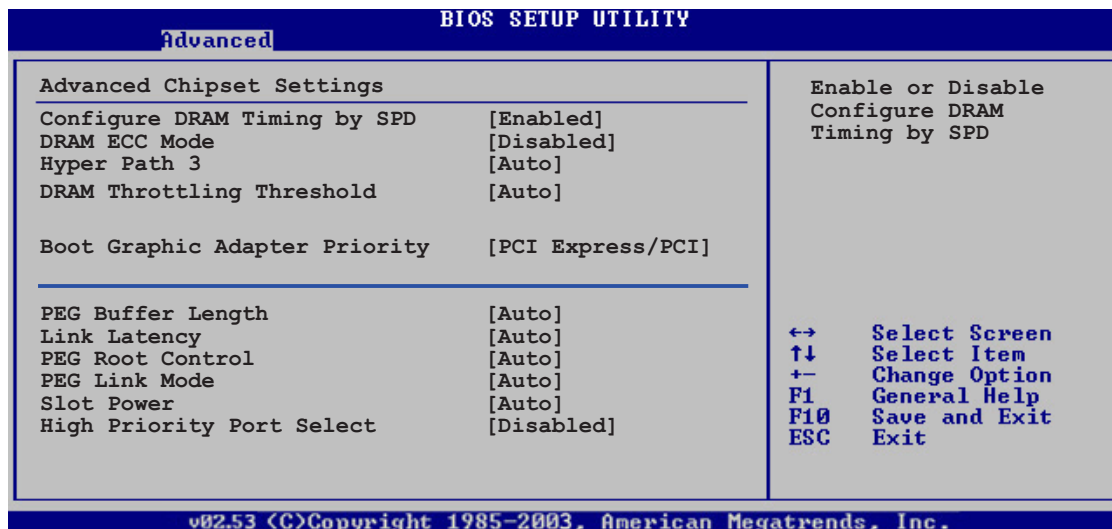 BIOS SETUP UTILITY
Advanced
Advanced Chipset Settings
Configure DRAM Timing by SPD [Enabled]
DRAM ECC Mode [Disabled]
Hyper Path 3 [Auto]
DRAM Throttling Threshold [Auto]
Boot Graphic Adapter Priority [PCI Express/PCI]
PEG Buffer Length [Auto]
Link Latency [Auto]
PEG Root Control [Auto]
PEG Link Mode [Auto]
Slot Power [Auto]
High Priority Port Select [Disabled]
Enable or Disable
Configure DRAM
Timing by SPD
←→ Select Screen
↑↓ Select Item
+- Change Option
F1 General Help
F10 Save and Exit
ESC Exit
v02.53 (C)Copyright 1985-2003, American Megatrends, Inc.